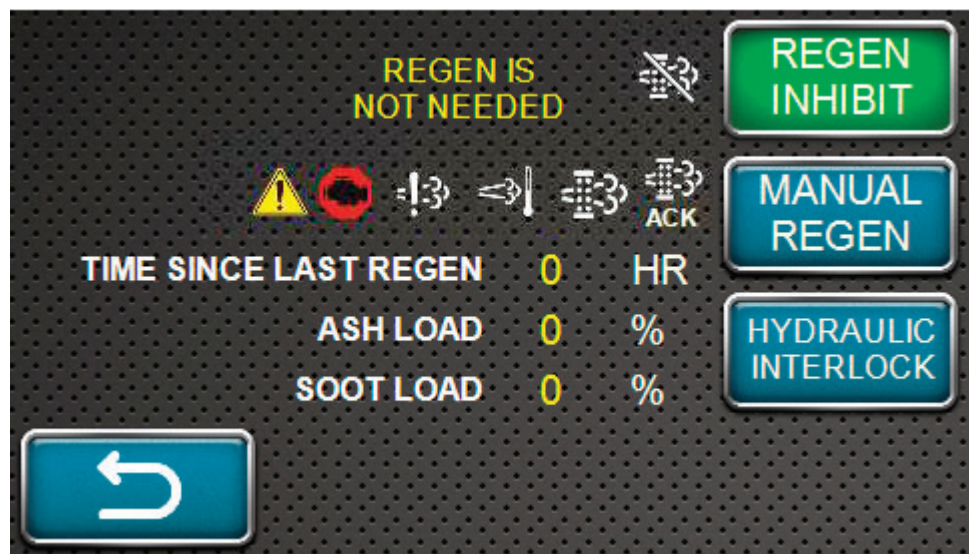 REGEN IS
NOT NEEDED
REGEN
INHIBIT
ACK
MANUAL
REGEN
TIME SINCE LAST REGEN 0 HR
ASH LOAD 0 %
SOOT LOAD 0 %
HYDRAULIC
INTERLOCK